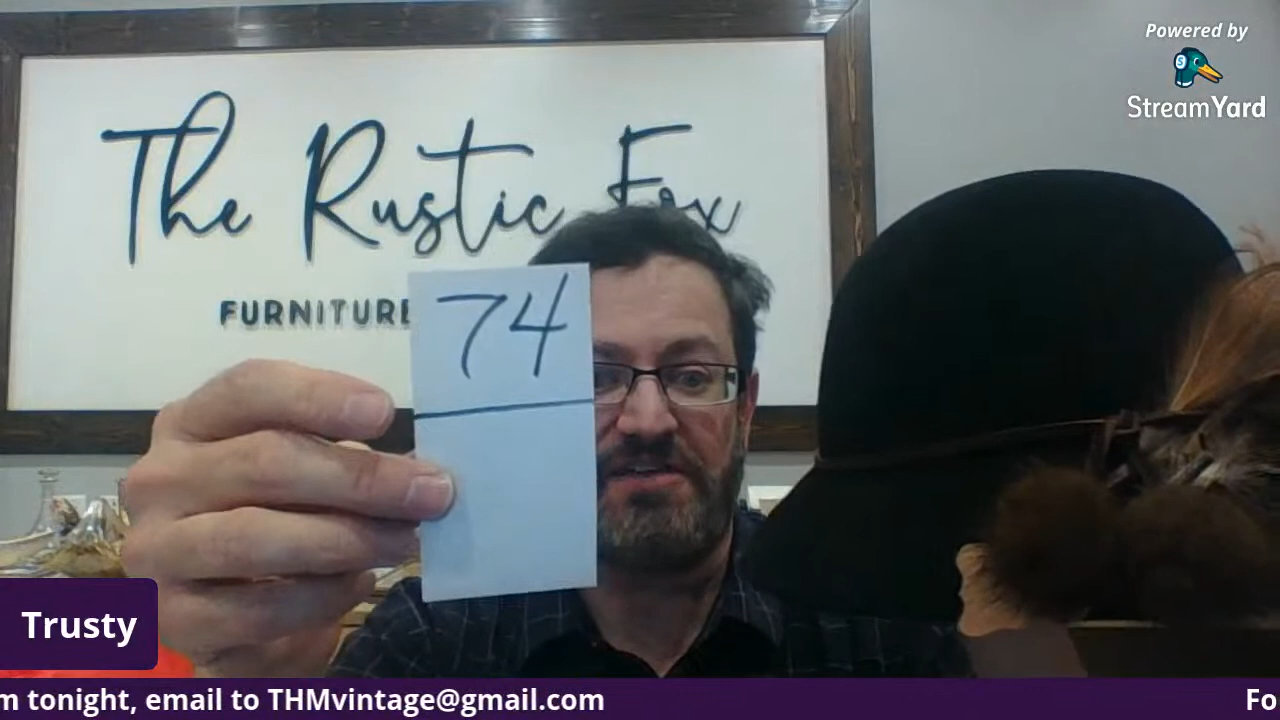 Powered by
StreamYard
The Rustic Fox
FURNITURE
74
Trusty
m tonight, email to THMvintage@gmail.com
Fo